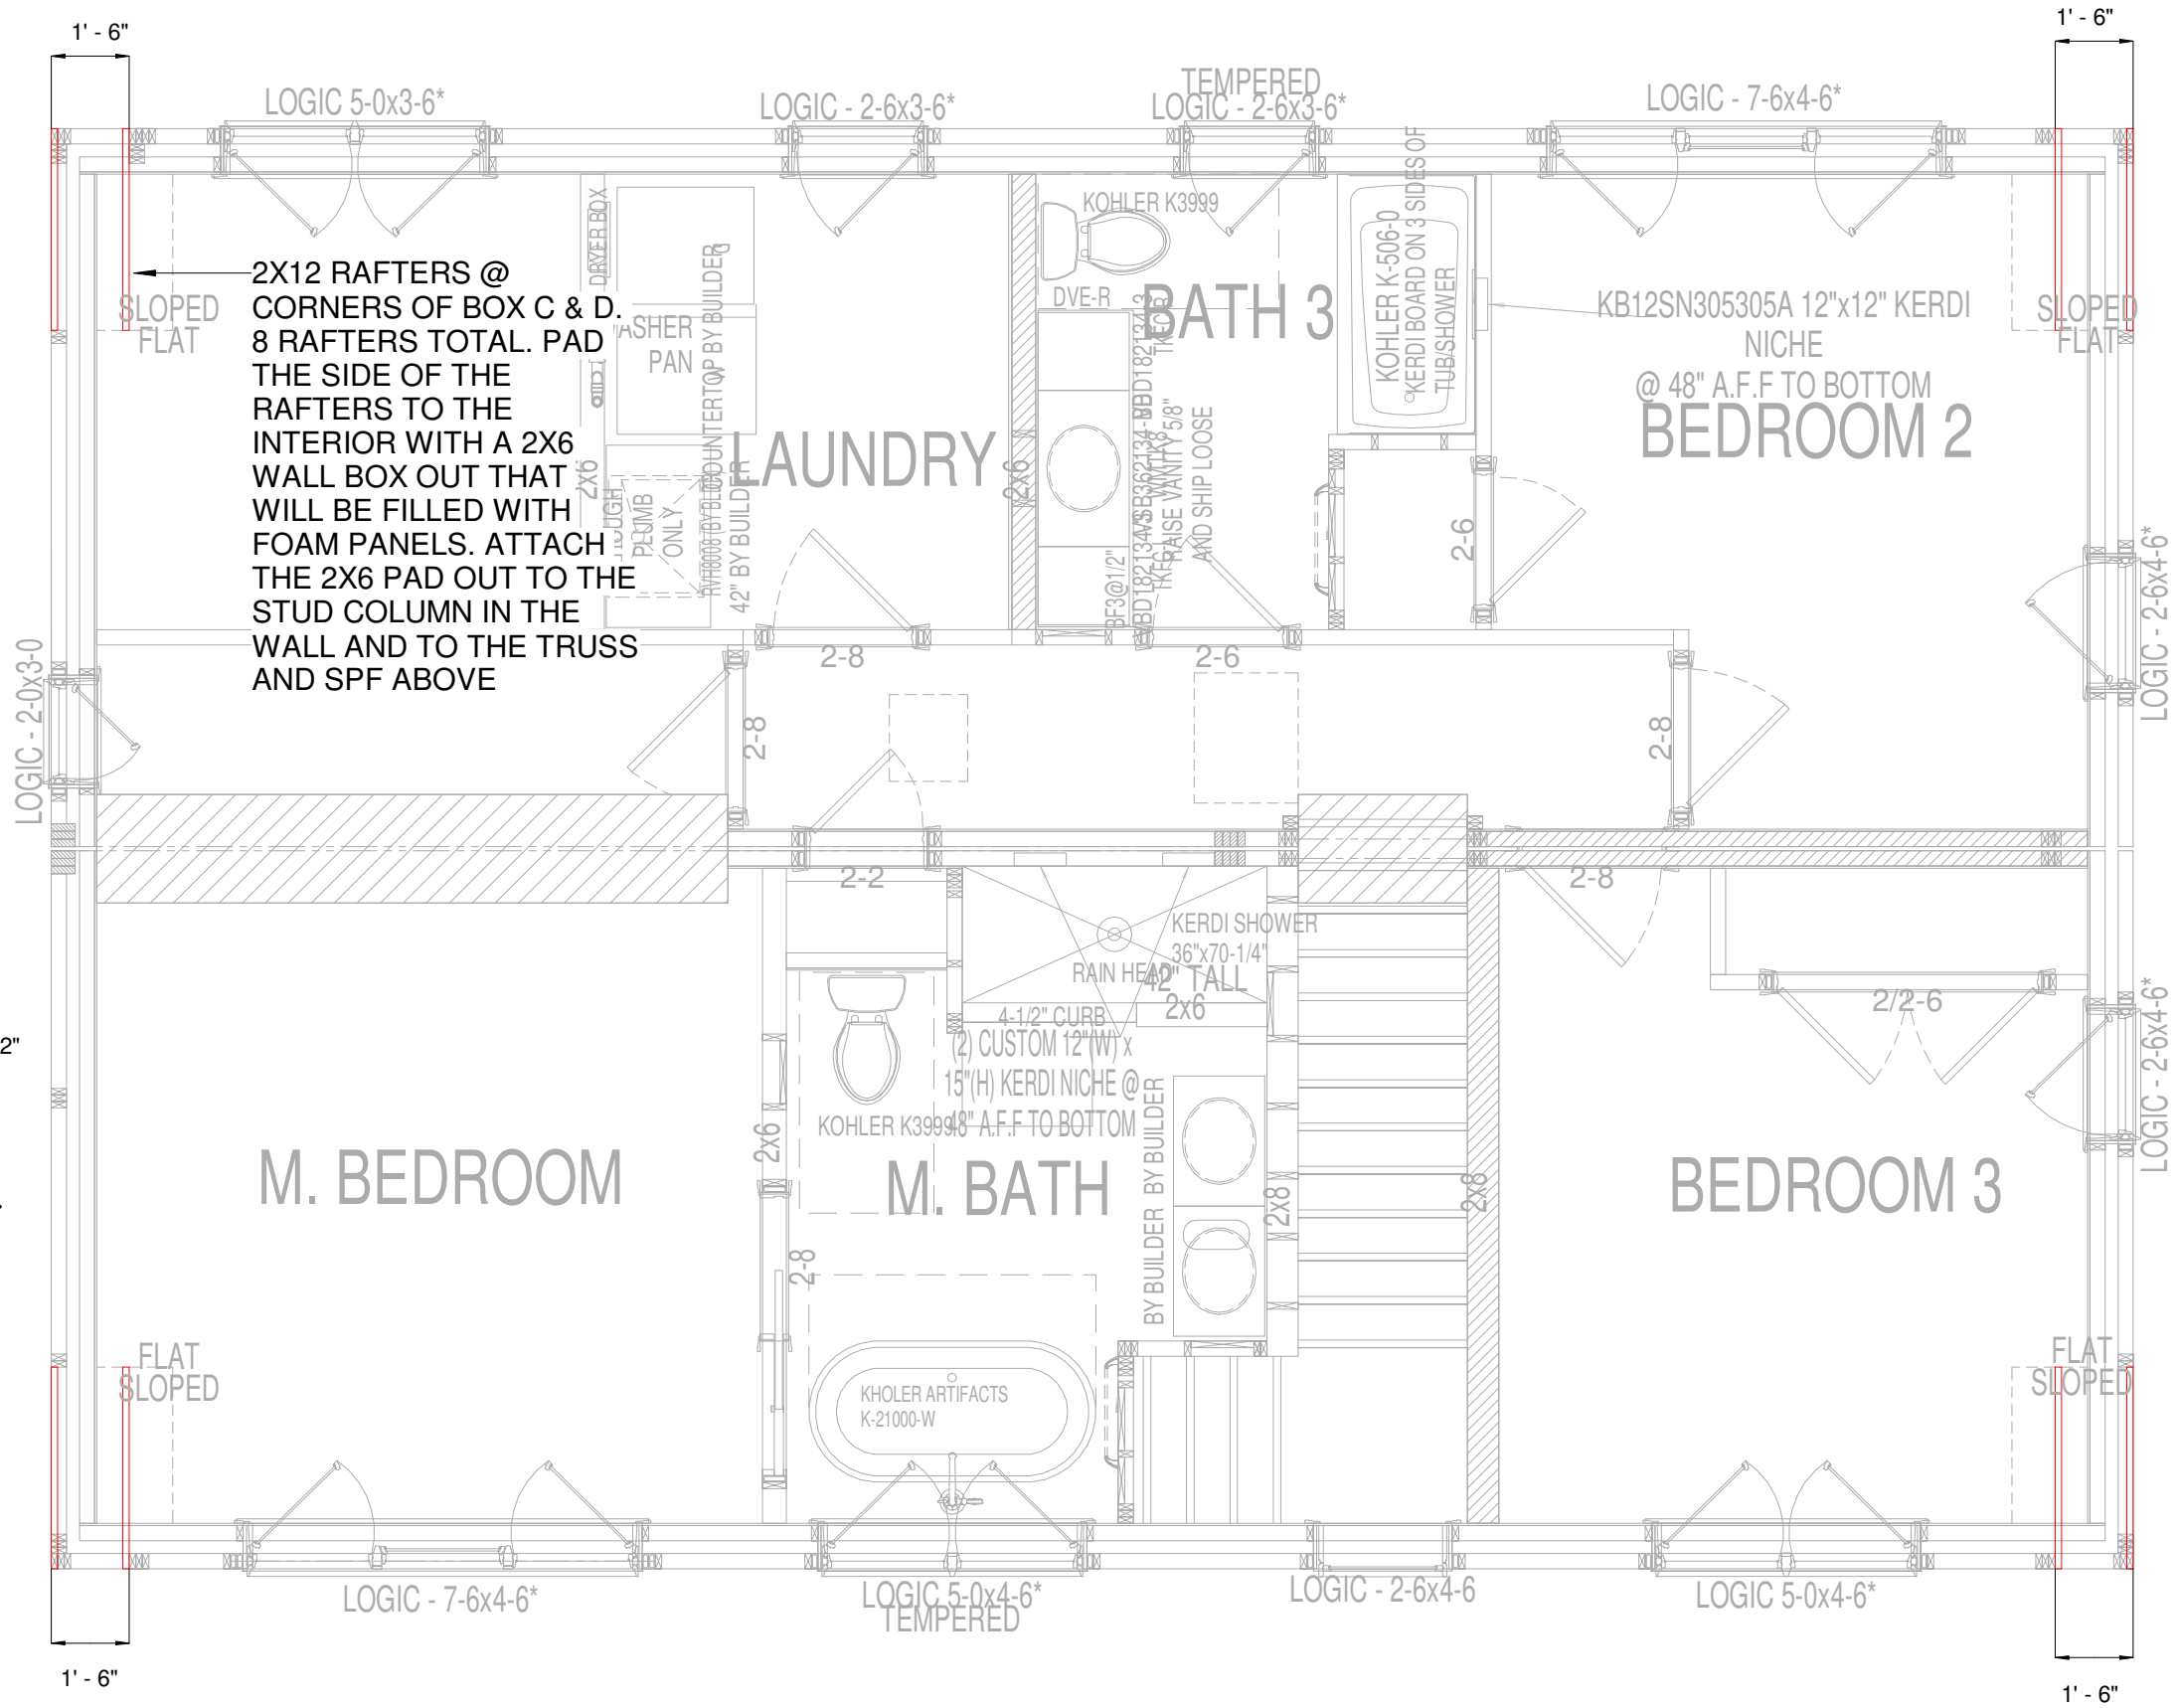 1' - 6"
1' - 6"
LOGIC 5-0x3-6*
LOGIC - 2-6x3-6*
TEMPERED
LOGIC - 2-6x3-6*
LOGIC - 7-6x4-6*
2X12 RAFTERS @
CORNERS OF BOX C & D.
8 RAFTERS TOTAL. PAD
THE SIDE OF THE
RAFTERS TO THE
INTERIOR WITH A 2X6
WALL BOX OUT THAT
WILL BE FILLED WITH
FOAM PANELS. ATTACH
THE 2X6 PAD OUT TO THE
STUD COLUMN IN THE
WALL AND TO THE TRUSS
AND SPF ABOVE
SLOPED
FLAT
DRYER BOX
PAN
2x6
PLUMB
ONLY
42" BY BUILDER
LAUNDRY
2x6
KOHLER K3999
DVE-R
BATH 3
BF3@1/2"
RAISE VANITY 5/8"
AND SHIP LOOSE
KOHLER K-506-0
KERDI BOARD ON 3 SIDES OF
TUB/SHOWER
KB12SN305305A 12"x12" KERDI
NICHE
@ 48" A.F.F TO BOTTOM
BEDROOM 2
SLOPED
FLAT
2-6
LOGIC - 2-6x4-6*
LOGIC - 2-0x3-0
2-8
2-6
2-8
2-8
2-2
2-8
KERDI SHOWER
36"x70-1/4"
RAIN HEAD
42" TALL
2x6
4-1/2" CURB
(2) CUSTOM 12"(W) x
15"(H) KERDI NICHE @
48" A.F.F TO BOTTOM
KOHLER K3999
2/2-6
LOGIC - 2-6x4-6*
2"
2x6
M. BEDROOM
M. BATH
BY BUILDER BY BUILDER
2x8
2x8
BEDROOM 3
2-8
FLAT
SLOPED
KHOLER ARTIFACTS
K-21000-W
FLAT
SLOPED
LOGIC - 7-6x4-6*
LOGIC 5-0x4-6*
TEMPERED
LOGIC - 2-6x4-6
LOGIC 5-0x4-6*
1' - 6"
1' - 6"